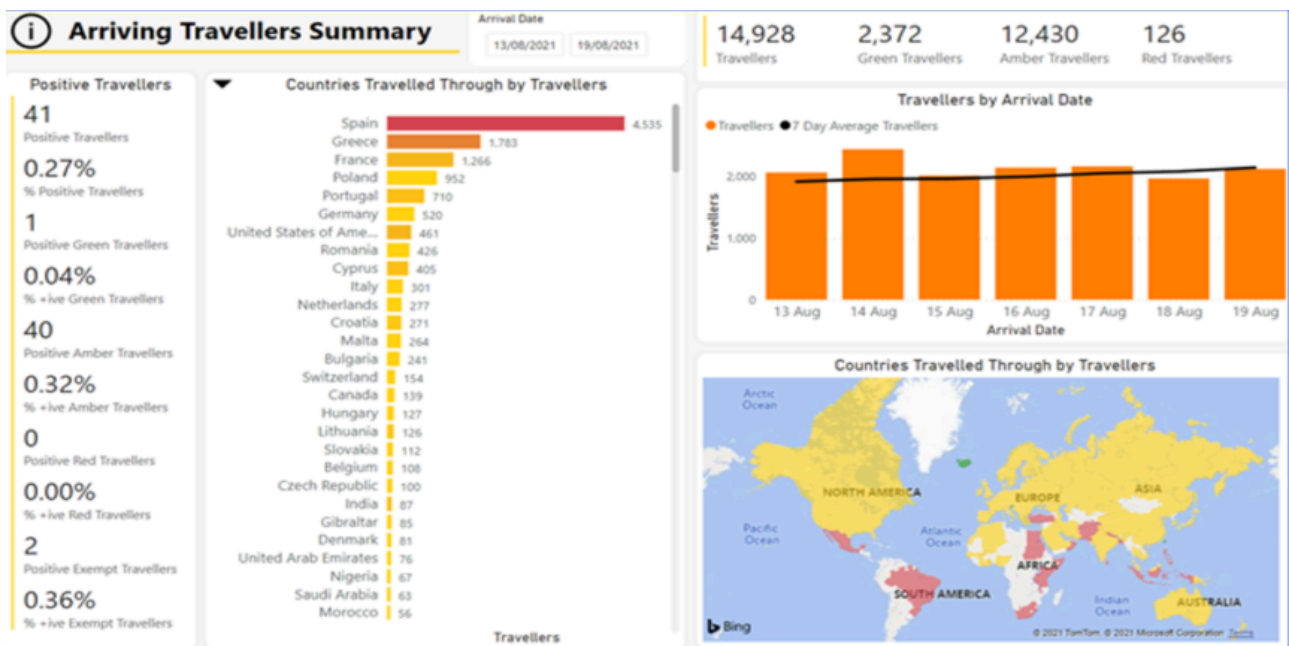 i
Arriving Travellers Summary
Arrival Date
13/08/2021 19/08/2021
14,928 2,372 12,430 126
Travellers Green Travellers Amber Travellers Red Travellers
Positive Travellers
41
Positive Travellers
0.27%
% Positive Travellers
1
Positive Green Travellers
0.04%
% +ive Green Travellers
40
Positive Amber Travellers
0.32%
% +ive Amber Travellers
0
Positive Red Travellers
0.00%
% +ive Red Travellers
2
Positive Exempt Travellers
0.36%
% +ive Exempt Travellers
Countries Travelled Through by Travellers
Spain 4,535
Greece 1,783
France 1,266
Poland 952
Portugal 710
Germany 520
United States of Ame... 461
Romania 426
Cyprus 405
Italy 301
Netherlands 277
Croatia 271
Malta 264
Bulgaria 241
Switzerland 154
Canada 139
Hungary 127
Lithuania 126
Slovakia 112
Belgium 108
Czech Republic 100
India 87
Gibraltar 85
Denmark 81
United Arab Emirates 76
Nigeria 67
Saudi Arabia 63
Morocco 56
Travellers
Travellers by Arrival Date
Travellers 7 Day Average Travellers
2,000
1,000
0
Travellers
13 Aug 14 Aug 15 Aug 16 Aug 17 Aug 18 Aug 19 Aug
Arrival Date
Countries Travelled Through by Travellers
Arctic
Ocean
NORTH AMERICA
EUROPE
ASIA
Pacific
Ocean
Atlantic
Ocean
AFRICA
SOUTH AMERICA
Indian
Ocean
AUSTRALIA
Bing
© 2021 TomTom, © 2021 Microsoft Corporation Terms